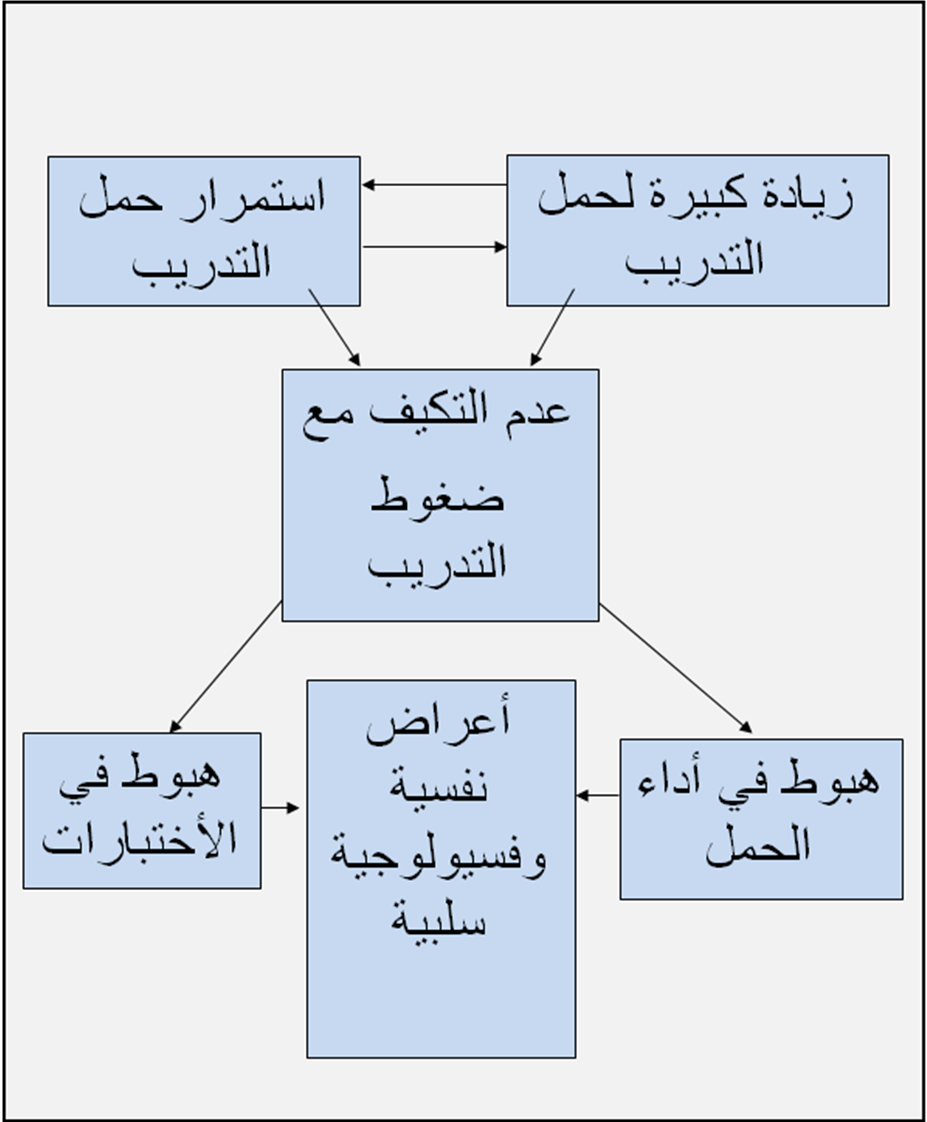 زيادة كبيرة لحمل
التدريب
استمرار حمل
التدريب
عدم التكيف مع
ضغوط
التدريب
هبوط في أداء
الحمل
أعراض
نفسية
وفسيولوجية
سلبية
هبوط في
الأختبارات